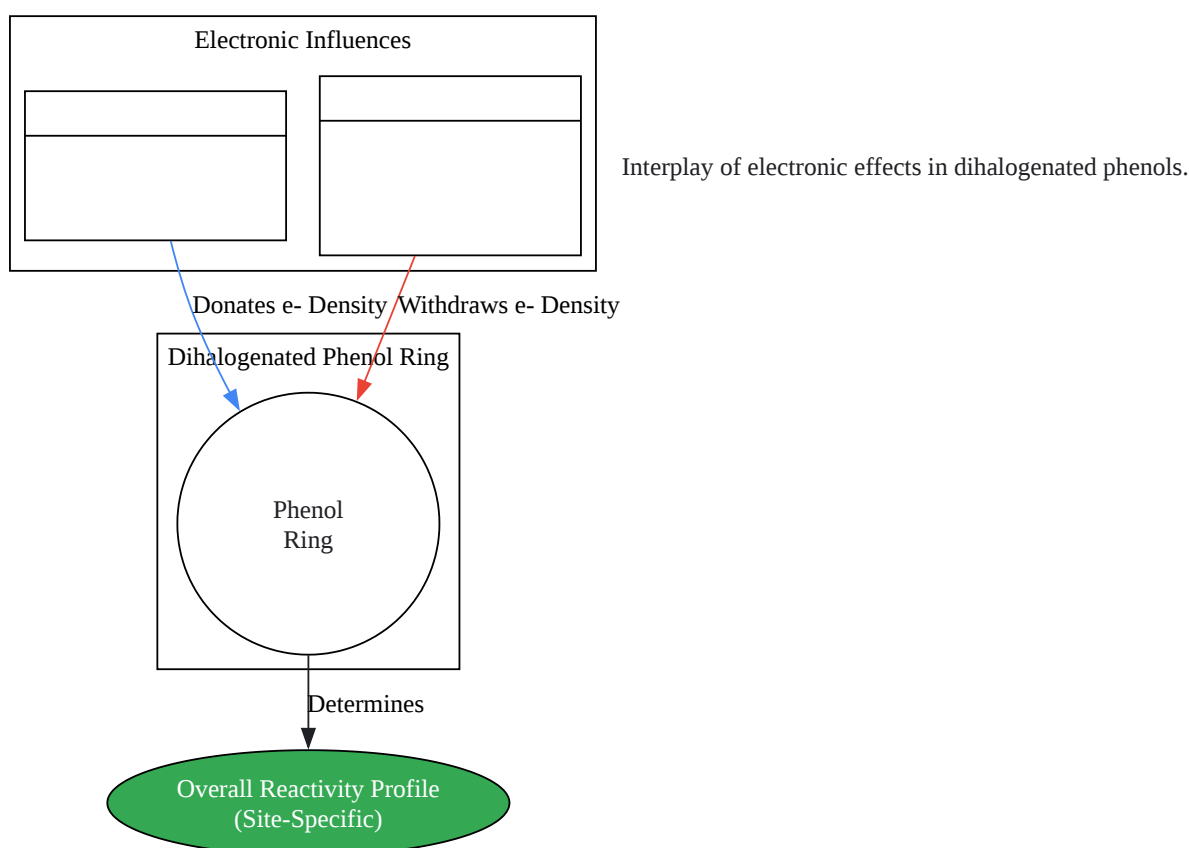 Electronic Influences
Interplay of electronic effects in dihalogenated phenols.
Donates e- Density
Withdraws e- Density
Dihalogenated Phenol Ring
Phenol
Ring
Determines
Overall Reactivity Profile
(Site-Specific)